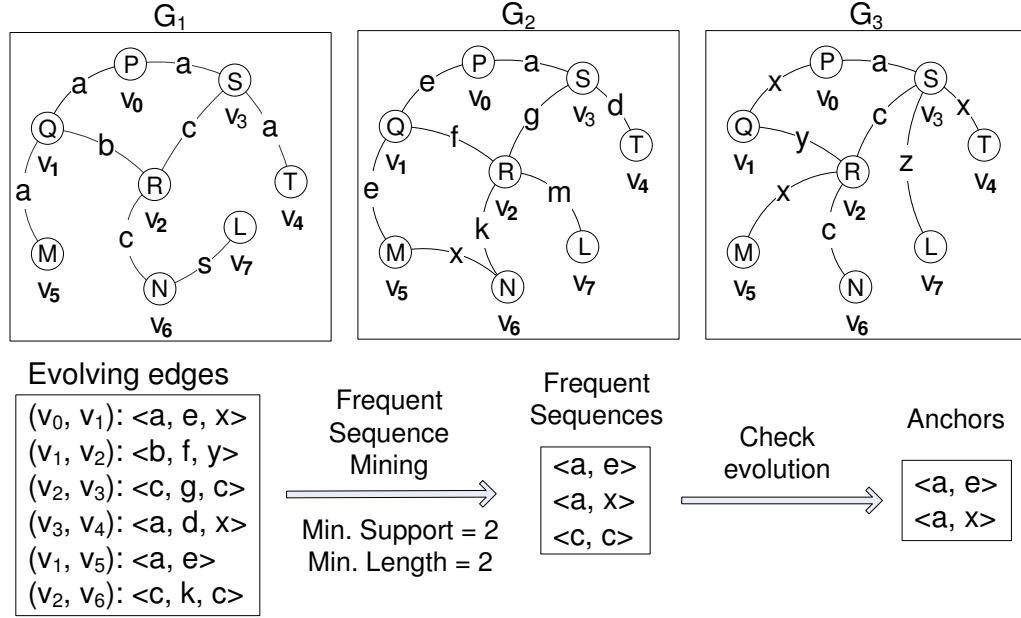 G1
P
a
a
S
V0
V3
Q
b
c
a
V1
R
T
a
V2
V4
c
L
M
s
V7
V5
N
V6
G2
P
a
e
S
V0
d
g
V3
Q
f
T
V1
R
V4
e
m
V2
k
M
x
L
V5
N
V7
V6
G3
P
a
x
S
V0
x
c
V3
Q
y
T
V1
z
R
V4
x
V2
c
M
L
V5
N
V7
V6
Evolving edges
(v0, v1): <a, e, x>
(v1, v2): <b, f, y>
(v2, v3): <c, g, c>
(v3, v4): <a, d, x>
(v1, v5): <a, e>
(v2, v6): <c, k, c>
Frequent
Sequence
Mining
Min. Support = 2
Min. Length = 2
Frequent
Sequences
<a, e>
<a, x>
<c, c>
Check
evolution
Anchors
<a, e>
<a, x>